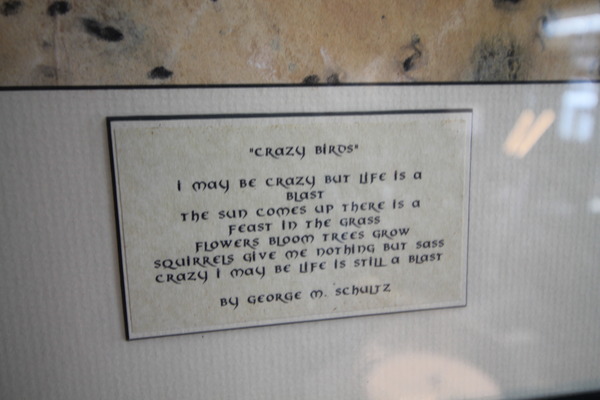 "CRAZY BIRDS"
I MAY BE CRAZY BUT LIFE IS A
BLAST
THE SUN COMES UP THERE IS A
FEAST IN THE GRASS
FLOWERS BLOOM TREES GROW
SQUIRRELS GIVE ME NOTHING BUT SASS
CRAZY I MAY BE LIFE IS STILL A BLAST
BY GEORGE M. SCHULTZ